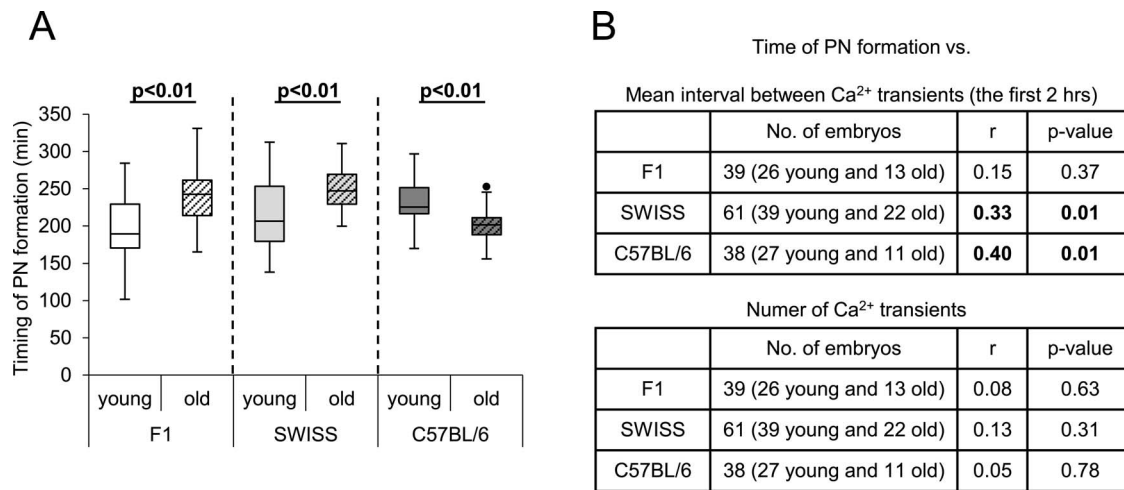 A
p<0.01 p<0.01 p<0.01
Timing of PN formation (min)
350
300
250
200
150
100
50
0
young old young old young old
F1 SWISS C57BL/6
B
Time of PN formation vs.
Mean interval between Ca²⁺ transients (the first 2 hrs)
No. of embryos r p-value
F1 39 (26 young and 13 old) 0.15 0.37
SWISS 61 (39 young and 22 old) 0.33 0.01
C57BL/6 38 (27 young and 11 old) 0.40 0.01
Numer of Ca²⁺ transients
No. of embryos r p-value
F1 39 (26 young and 13 old) 0.08 0.63
SWISS 61 (39 young and 22 old) 0.13 0.31
C57BL/6 38 (27 young and 11 old) 0.05 0.78